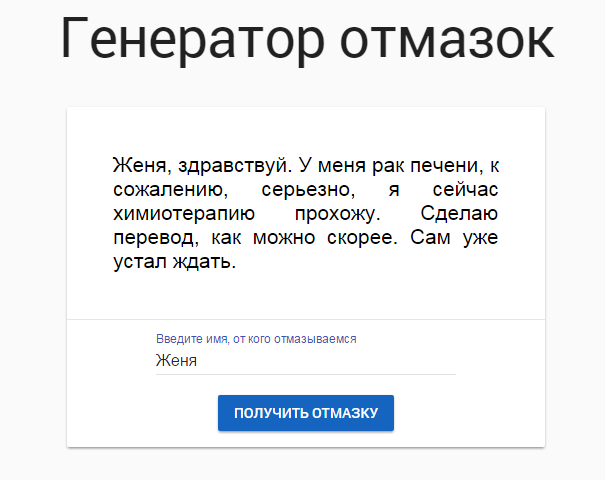 Генератор отмазок
Женя, здравствуй. У меня рак печени, к
сожалению, серьезно, я сейчас
химиотерапию прохожу. Сделаю
перевод, как можно скорее. Сам уже
устал ждать.
Введите имя, от кого отмазываемся
Женя
ПОЛУЧИТЬ ОТМАЗКУ